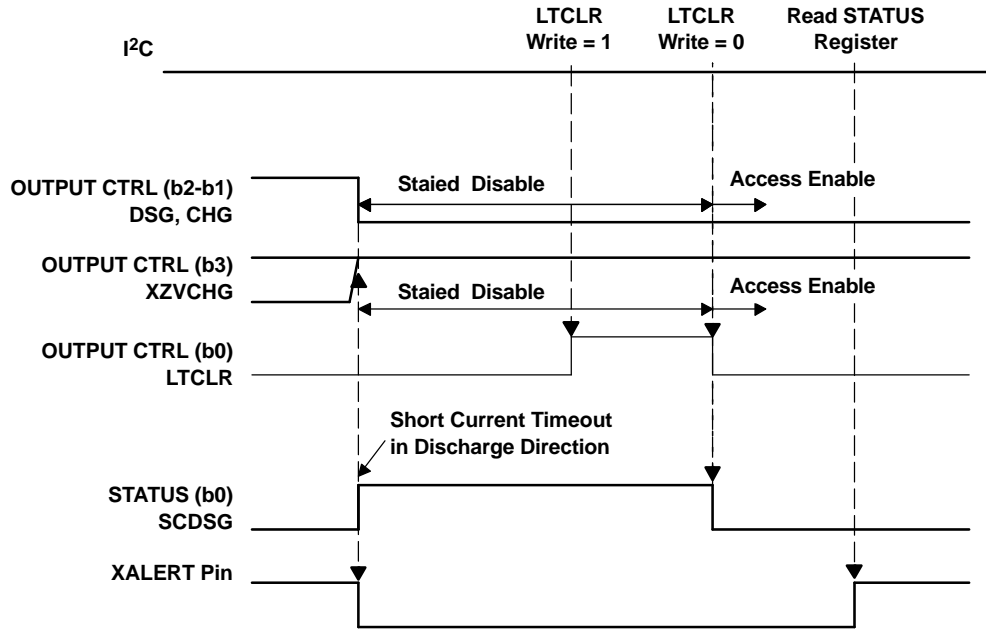 LTCLR
Write = 1
LTCLR
Write = 0
Read STATUS
Register
I²C
OUTPUT CTRL (b2-b1)
DSG, CHG
Staied Disable
Access Enable
OUTPUT CTRL (b3)
XZVCHG
Staied Disable
Access Enable
OUTPUT CTRL (b0)
LTCLR
Short Current Timeout
in Discharge Direction
STATUS (b0)
SCDSG
XALERT Pin